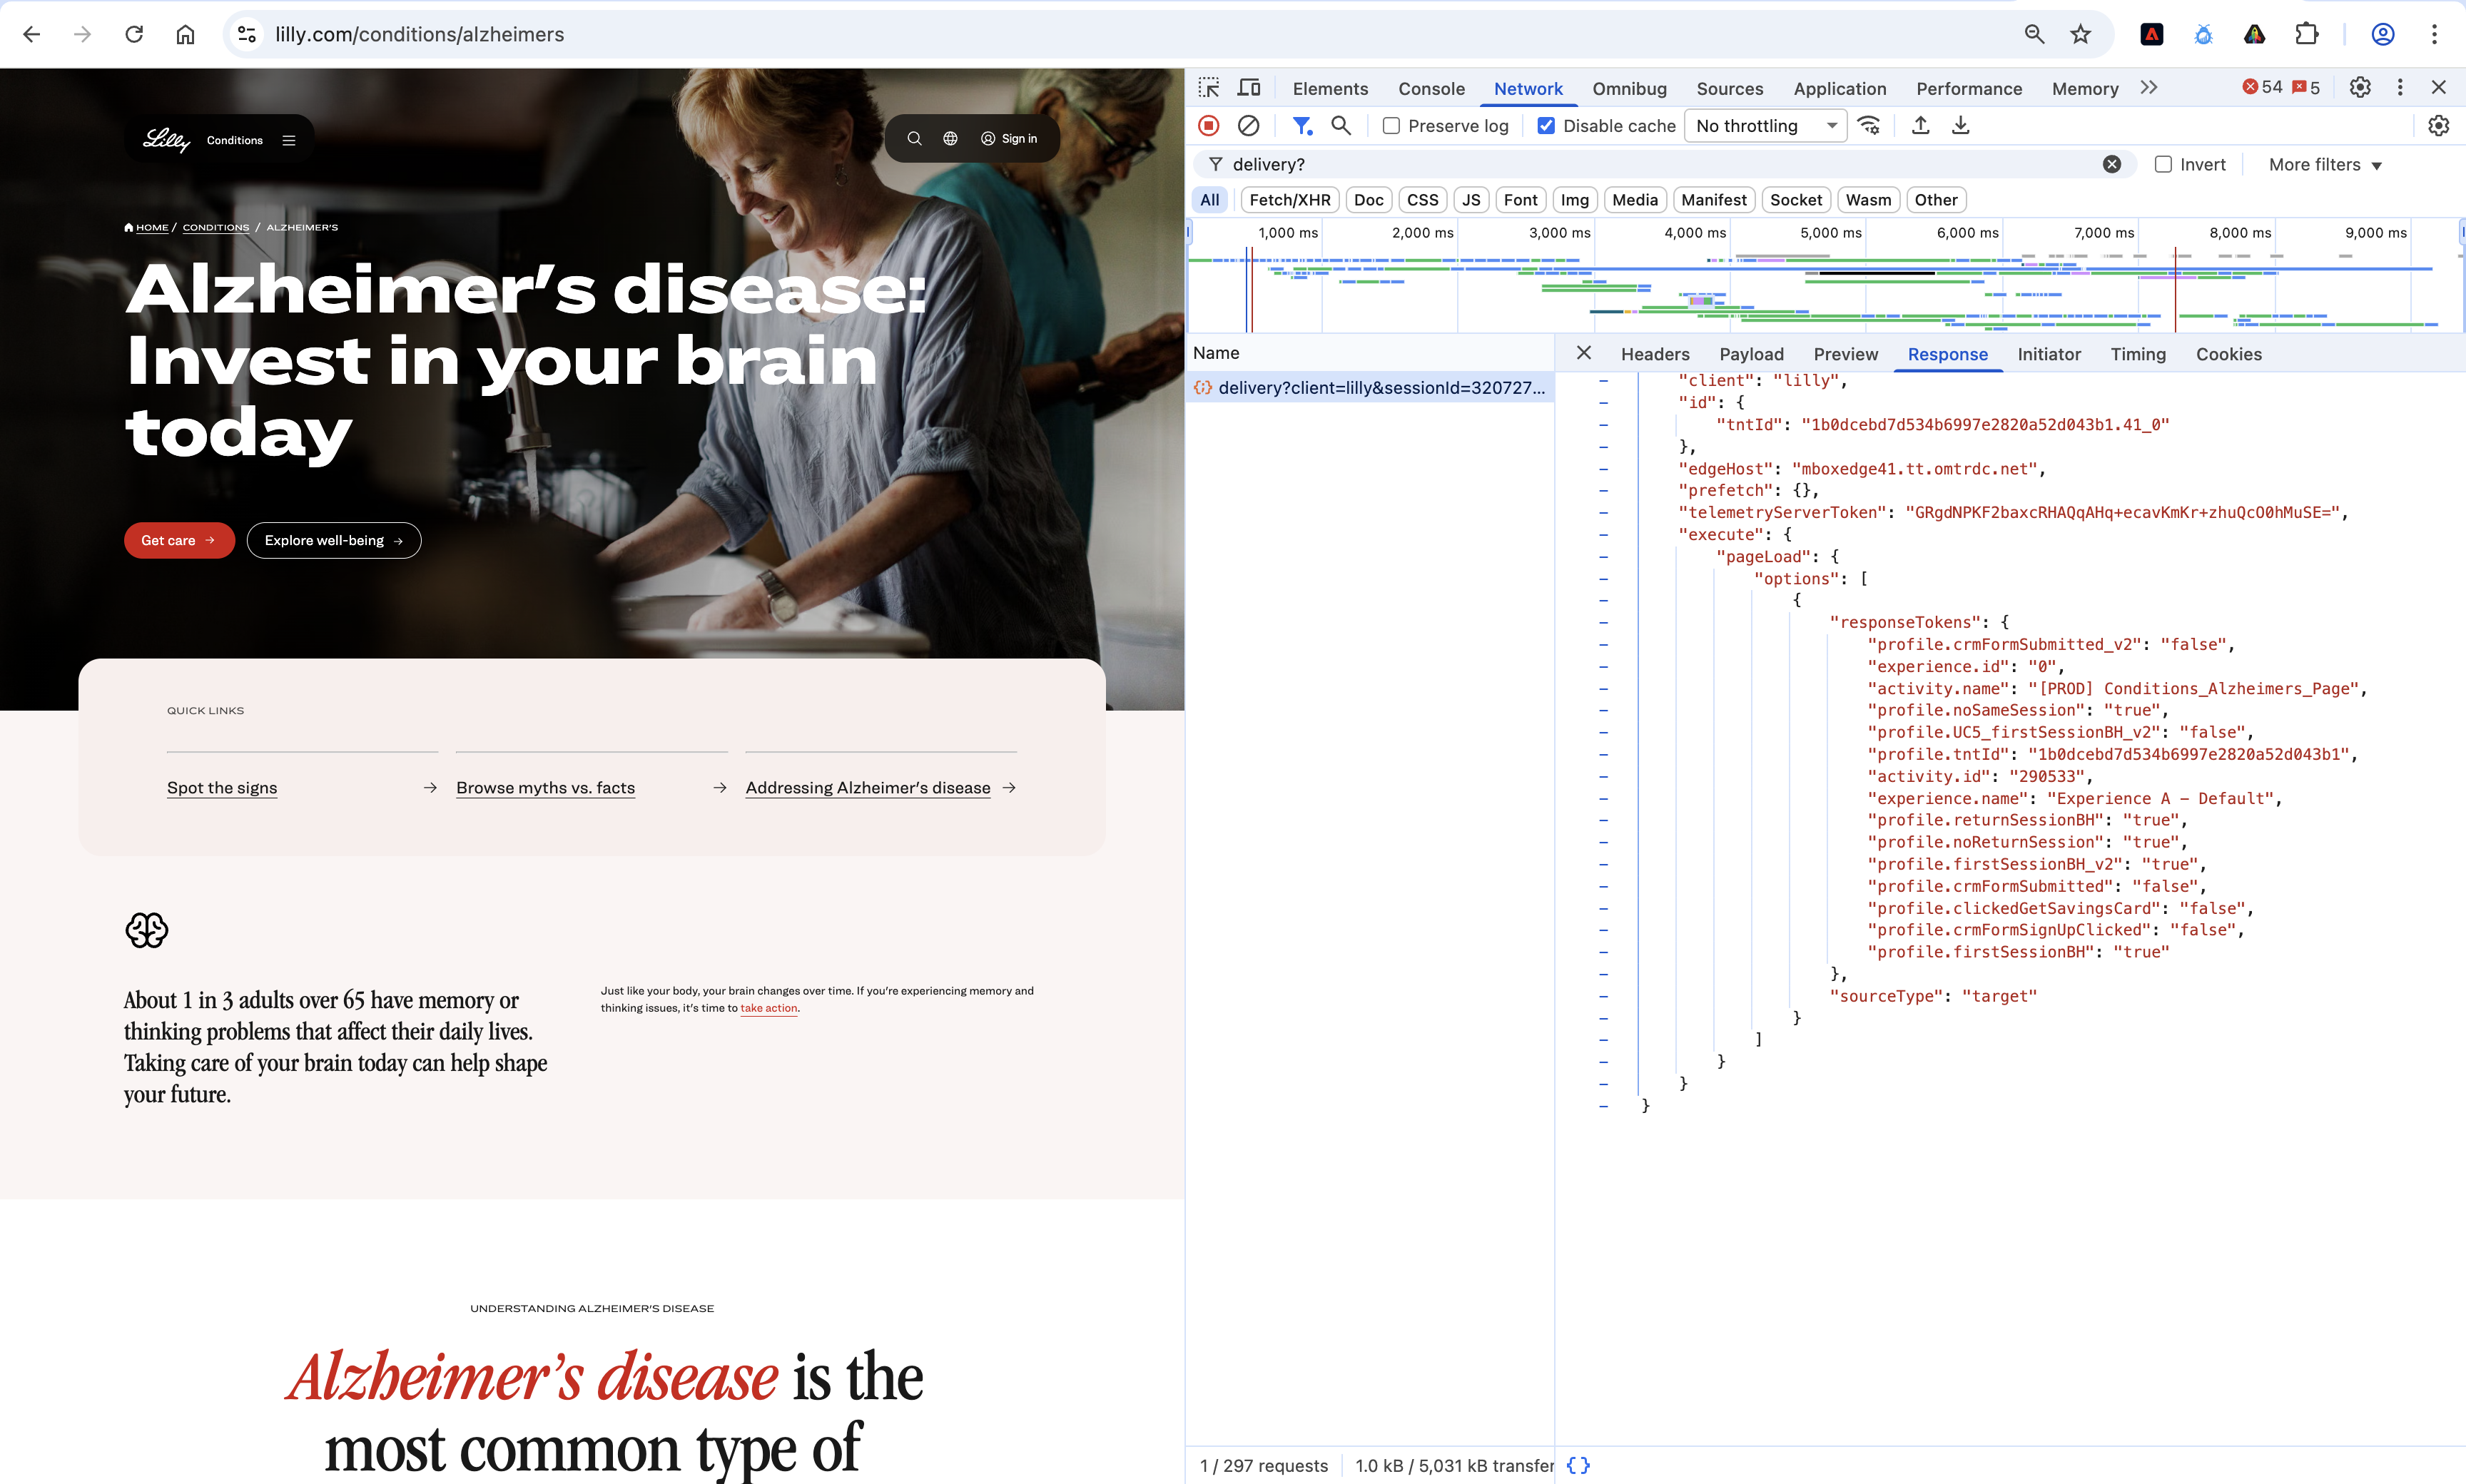 lilly.com/conditions/alzheimers
Lilly Conditions
Sign in
HOME / CONDITIONS / ALZHEIMER'S
Alzheimer's disease:
Invest in your brain
today
Get care →
Explore well-being →
QUICK LINKS
Spot the signs →
Browse myths vs. facts →
Addressing Alzheimer's disease →
About 1 in 3 adults over 65 have memory or
thinking problems that affect their daily lives.
Taking care of your brain today can help shape
your future.
Just like your body, your brain changes over time. If you're experiencing memory and
thinking issues, it's time to take action.
UNDERSTANDING ALZHEIMER'S DISEASE
Alzheimer's disease is the
most common type of
Elements Console Network Omnibug Sources Application Performance Memory 54 5
Preserve log Disable cache No throttling
delivery? Invert More filters
All Fetch/XHR Doc CSS JS Font Img Media Manifest Socket Wasm Other
1,000 ms 2,000 ms 3,000 ms 4,000 ms 5,000 ms 6,000 ms 7,000 ms 8,000 ms 9,000 ms
Name
delivery?client=lilly&sessionId=320727...
Headers Payload Preview Response Initiator Timing Cookies
"client": "lilly",
"id": {
"tntId": "1b0dcebd7d534b6997e2820a52d043b1.41_0"
},
"edgeHost": "mboxedge41.tt.omtrdc.net",
"prefetch": {},
"telemetryServerToken": "GRgdNPKF2baxcRHAQqAHq+ecavKmKr+zhuQcO0hMuSE=",
"execute": {
"pageLoad": {
"options": [
{
"responseTokens": {
"profile.crmFormSubmitted_v2": "false",
"experience.id": "0",
"activity.name": "[PROD] Conditions_Alzheimers_Page",
"profile.noSameSession": "true",
"profile.UC5_firstSessionBH_v2": "false",
"profile.tntId": "1b0dcebd7d534b6997e2820a52d043b1",
"activity.id": "290533",
"experience.name": "Experience A – Default",
"profile.returnSessionBH": "true",
"profile.noReturnSession": "true",
"profile.firstSessionBH_v2": "true",
"profile.crmFormSubmitted": "false",
"profile.clickedGetSavingsCard": "false",
"profile.crmFormSignUpClicked": "false",
"profile.firstSessionBH": "true"
},
"sourceType": "target"
}
]
}
}
}
1 / 297 requests 1.0 kB / 5,031 kB transfer